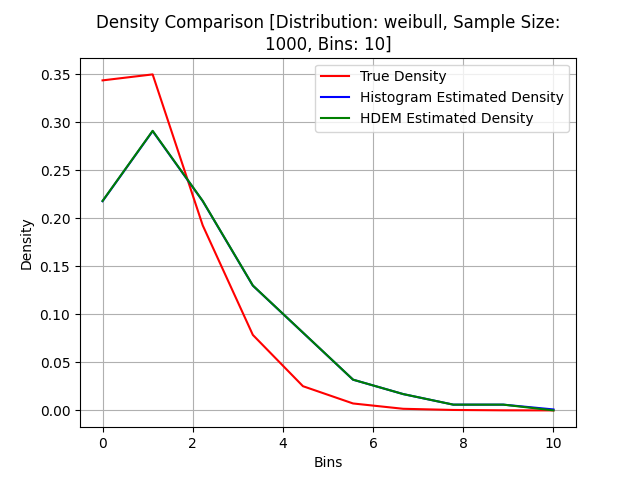 Density Comparison [Distribution: weibull, Sample Size:
1000, Bins: 10]
True Density
Histogram Estimated Density
HDEM Estimated Density
Density
0.35
0.30
0.25
0.20
0.15
0.10
0.05
0.00
0 2 4 6 8 10
Bins